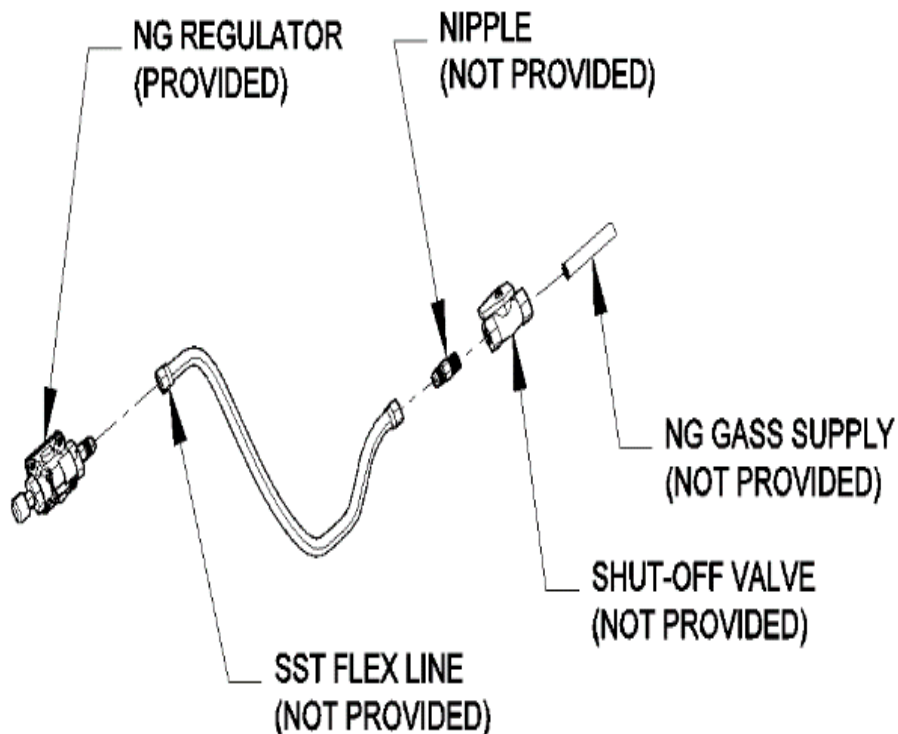 NG REGULATOR
(PROVIDED)
NIPPLE
(NOT PROVIDED)
NG GASS SUPPLY
(NOT PROVIDED)
SHUT-OFF VALVE
(NOT PROVIDED)
SST FLEX LINE
(NOT PROVIDED)